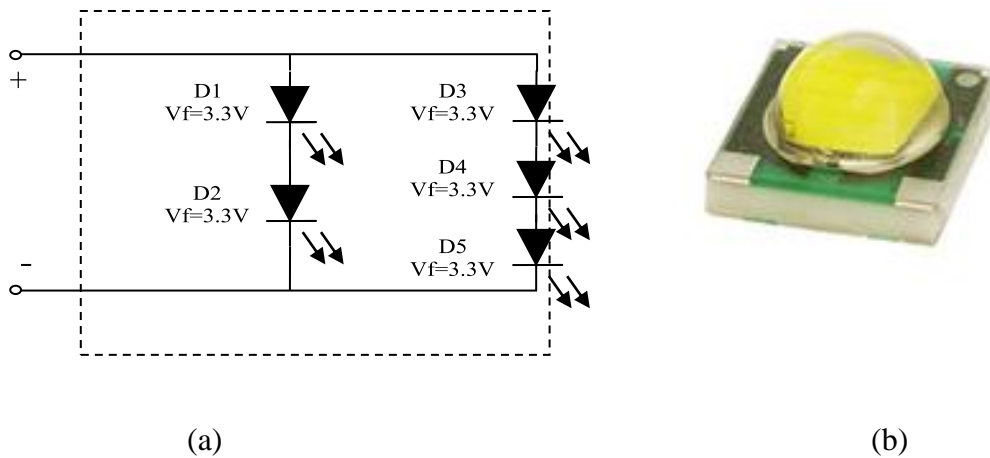 +
D1
Vf=3.3V
D2
Vf=3.3V
D3
Vf=3.3V
D4
Vf=3.3V
D5
Vf=3.3V
-
(a)
(b)